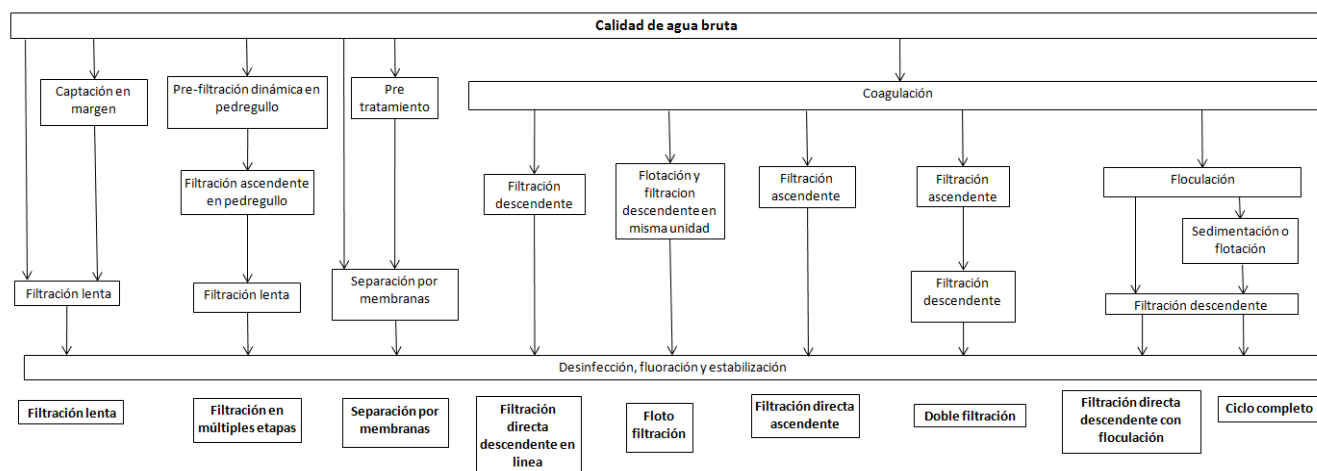 Calidad de agua bruta
Captación en
margen
Pre-filtración dinámica en
pedregullo
Pre
tratamiento
Coagulación
Filtración ascendente
en pedregullo
Filtración
descendente
Flotación y
filtracion
descendente en
misma unidad
Filtración
ascendente
Filtración
ascendente
Floculación
Sedimentación o
flotación
Filtración lenta
Filtración lenta
Separación por
membranas
Filtración
descendente
Filtración descendente
Desinfección, fluoración y estabilización
Filtración lenta
Filtración en
múltiples etapas
Separación por
membranas
Filtración
directa
descendente en
linea
Floto
filtración
Filtración directa
ascendente
Doble filtración
Filtración directa
descendente con
floculación
Ciclo completo